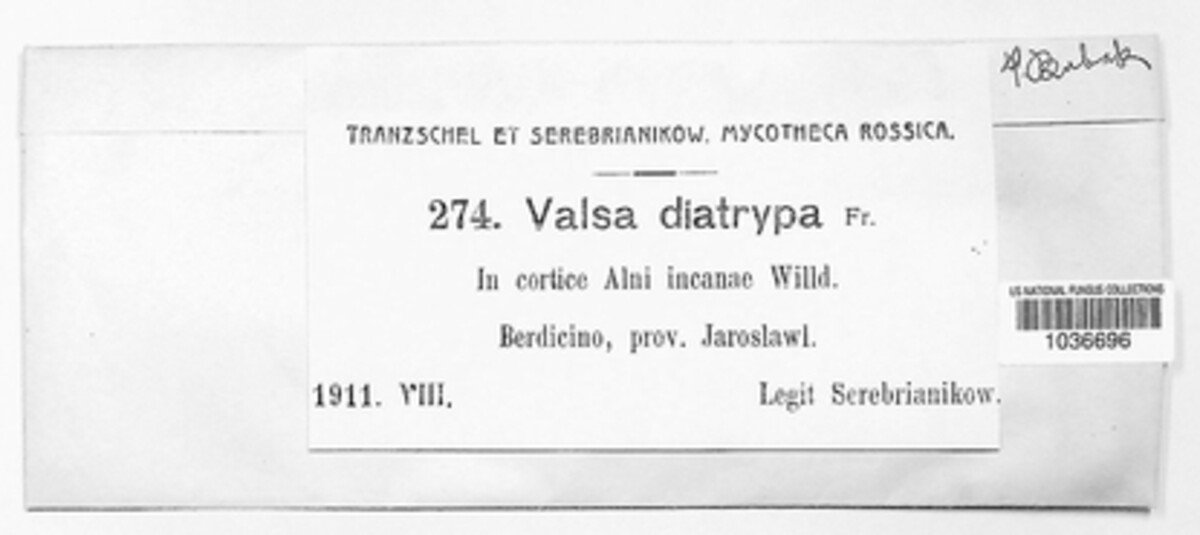 TRANZSCHEL ET SEREBRIANIKOW. MYCOTHECA ROSSICA.
274. Valsa diatrypa Fr.
In cortice Alni incanae Willd.
Berdicino, prov. Jaroslawl.
1911. VIII. Legit Serebrianikow.
US NATIONAL FUNGUS COLLECTIONS
1036696